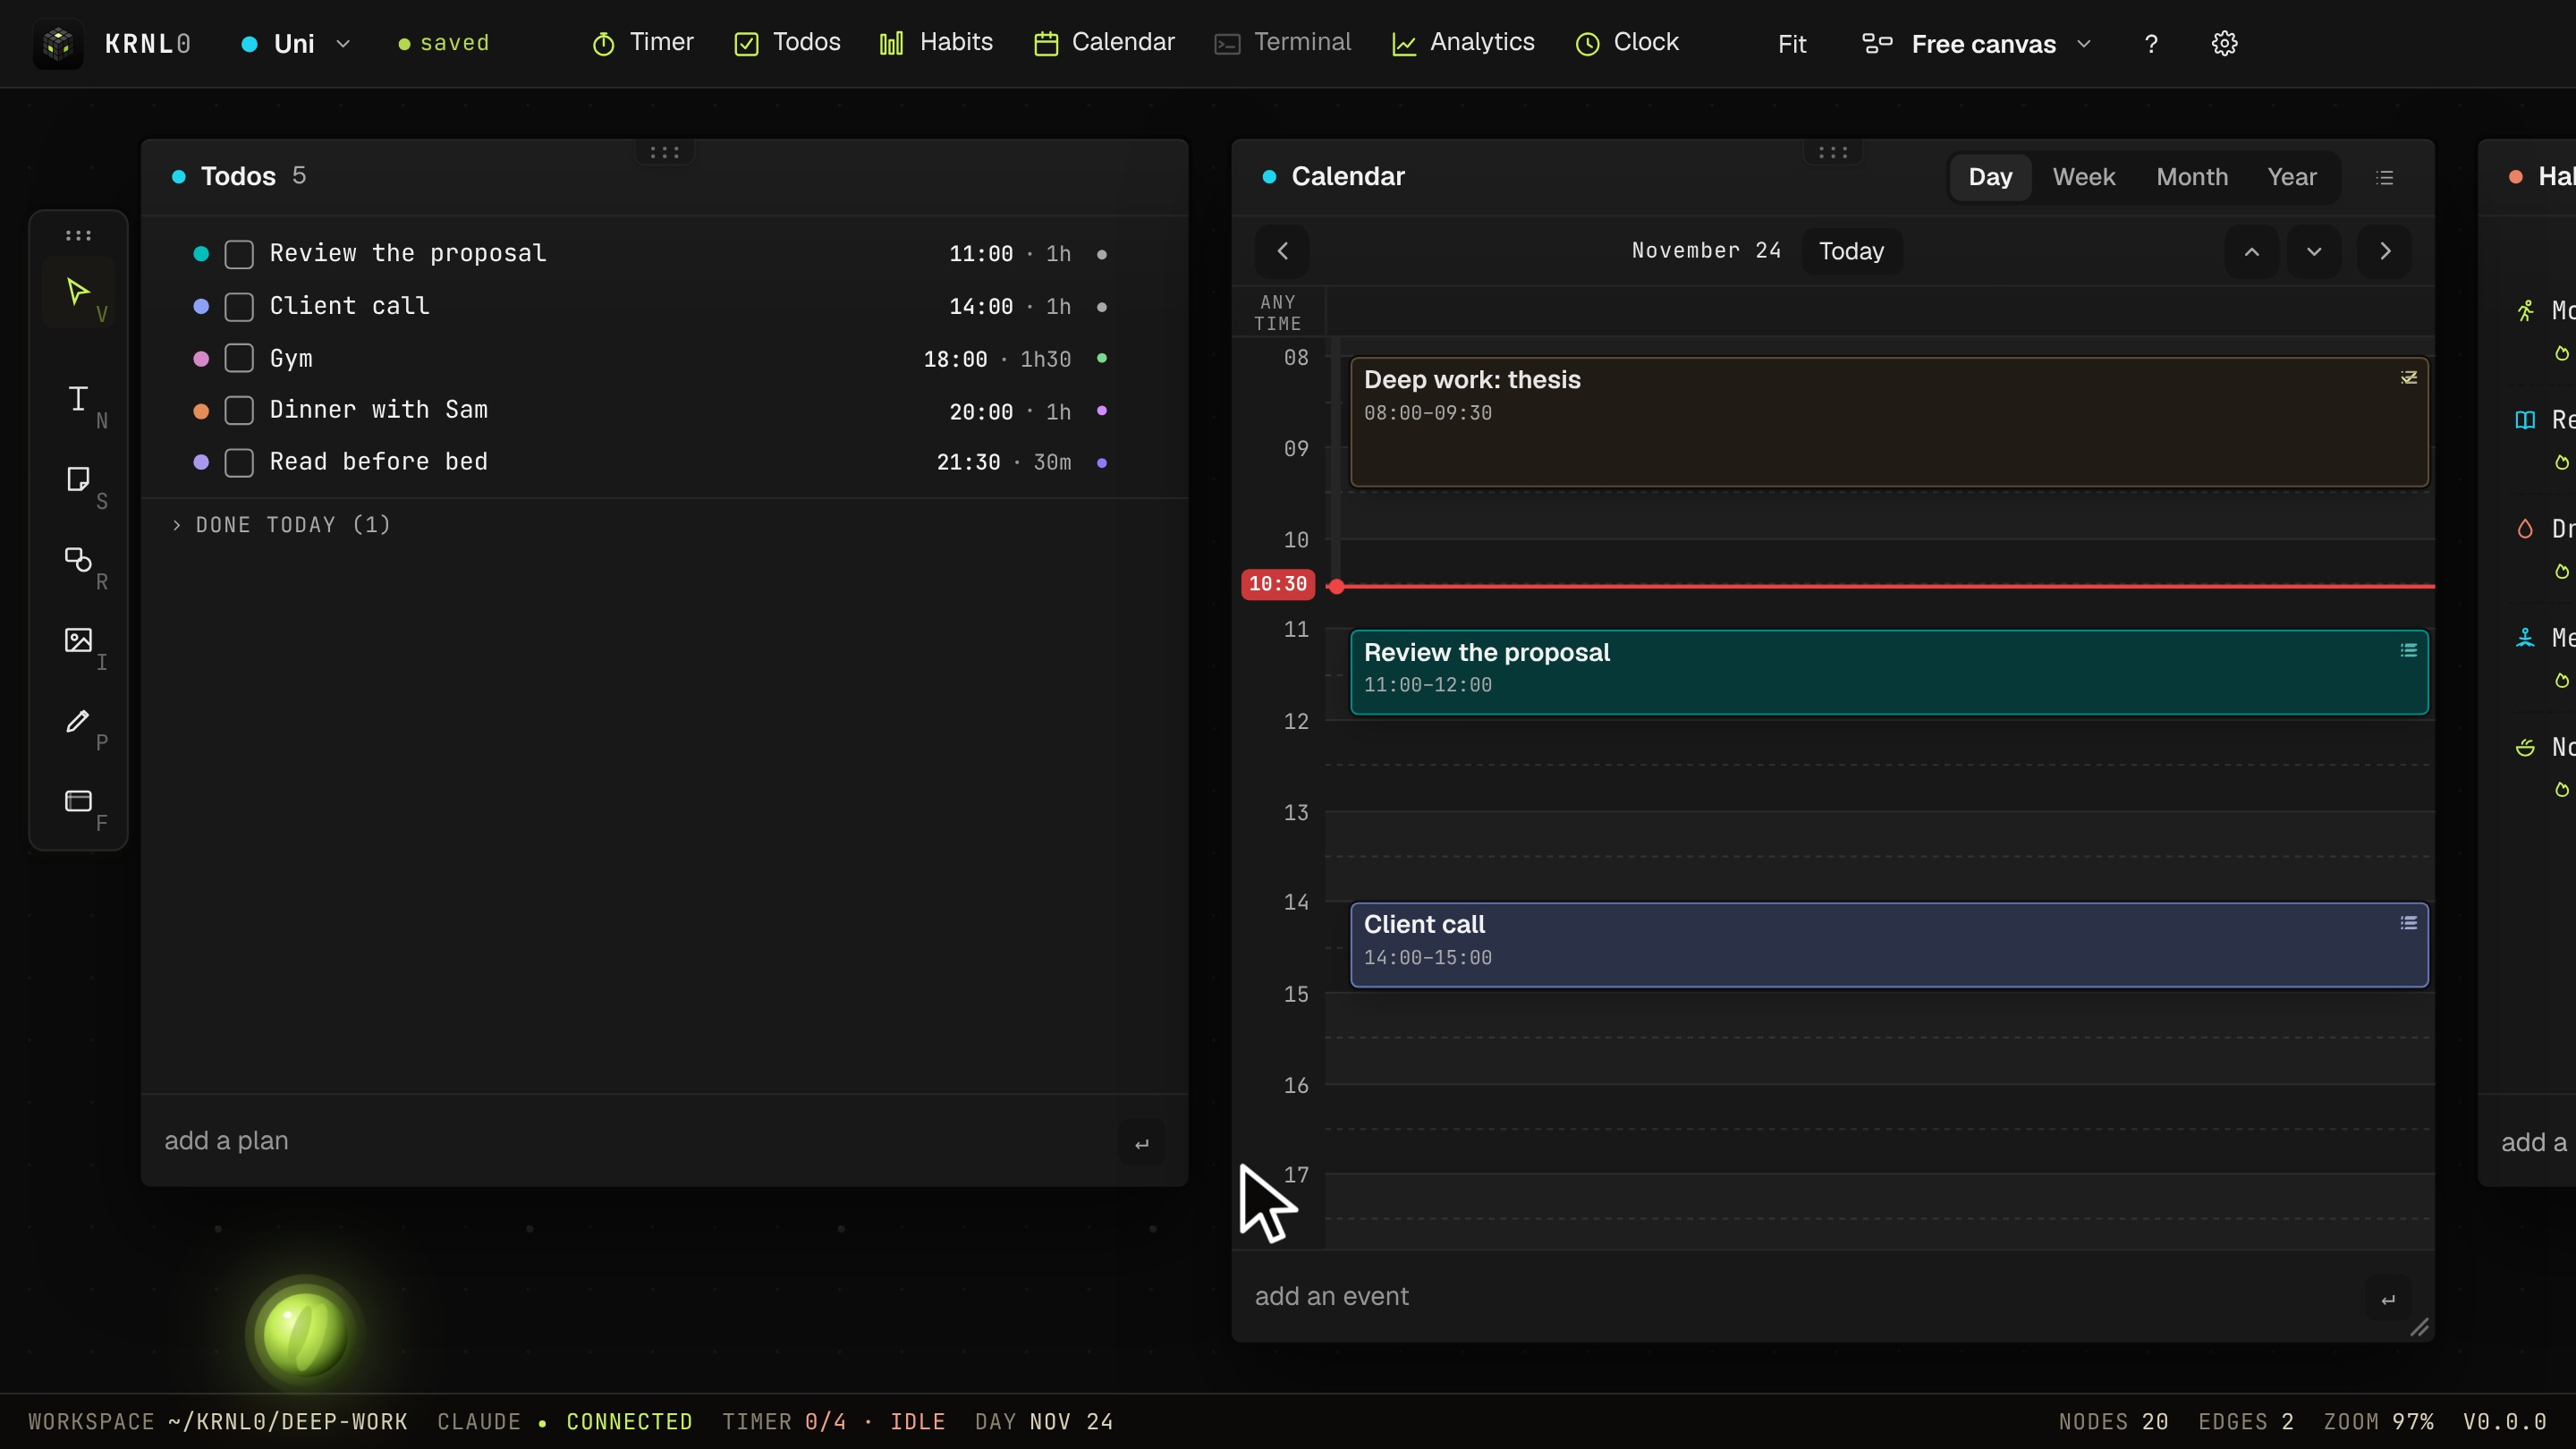 KRNL0 Uni saved Timer Todos Habits Calendar Terminal Analytics Clock Fit Free canvas ?
Todos 5
Review the proposal 11:00 · 1h
Client call 14:00 · 1h
Gym 18:00 · 1h30
Dinner with Sam 20:00 · 1h
Read before bed 21:30 · 30m
DONE TODAY (1)
add a plan
V
N
S
R
I
P
F
Calendar Day Week Month Year
November 24 Today
ANY
TIME
08
Deep work: thesis
08:00–09:30
09
10
10:30
11
Review the proposal
11:00–12:00
12
13
14
Client call
14:00–15:00
15
16
17
add an event
add a
WORKSPACE ~/KRNL0/DEEP-WORK CLAUDE • CONNECTED TIMER 0/4 · IDLE DAY NOV 24 NODES 20 EDGES 2 ZOOM 97% V0.0.0